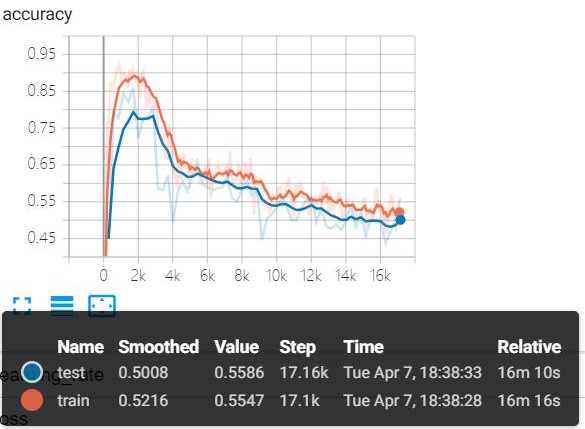 accuracy
0.95
0.85
0.75
0.65
0.55
0.45
0 2k 4k 6k 8k 10k 12k 14k 16k
Name Smoothed Value Step Time Relative
test 0.5008 0.5586 17.16k Tue Apr 7, 18:38:33 16m 10s
train 0.5216 0.5547 17.1k Tue Apr 7, 18:38:28 16m 16s